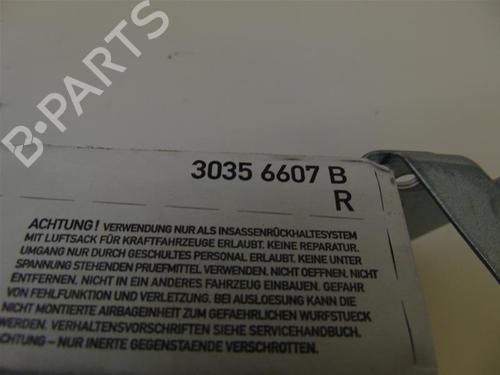 3035 6607 B
R
ACHTUNG! VERWENDUNG NUR ALS INSASSENRÜCKHALTESYSTEM
MIT LUFTSACK FÜR KRAFTFAHRZEUGE ERLAUBT. KEINE REPARATUR.
UMGANG NUR DURCH GESCHULTES PERSONAL ERLAUBT. KEINE UNTER
SPANNUNG STEHENDEN PRUEFMITTEL VERWENDEN. NICHT OEFFNEN, NICHT
ENTFERNEN. NICHT IN EIN ANDERES FAHRZEUG EINBAUEN. GEFAHR
VON FEHLFUNKTION UND VERLETZUNG. BEI AUSLOESUNG KANN DIE
NICHT MONTIERTE AIRBAGEINHEIT ZUM GEFAEHRLICHEN WURFSTUECK
WERDEN. VERHALTENSVORSCHRIFTEN SIEHE SERVICEHANDBUCH.
ACHTUNG – NUR INERTE GEGENSTAENDE VERSCHROTTEN.
B-PARTS